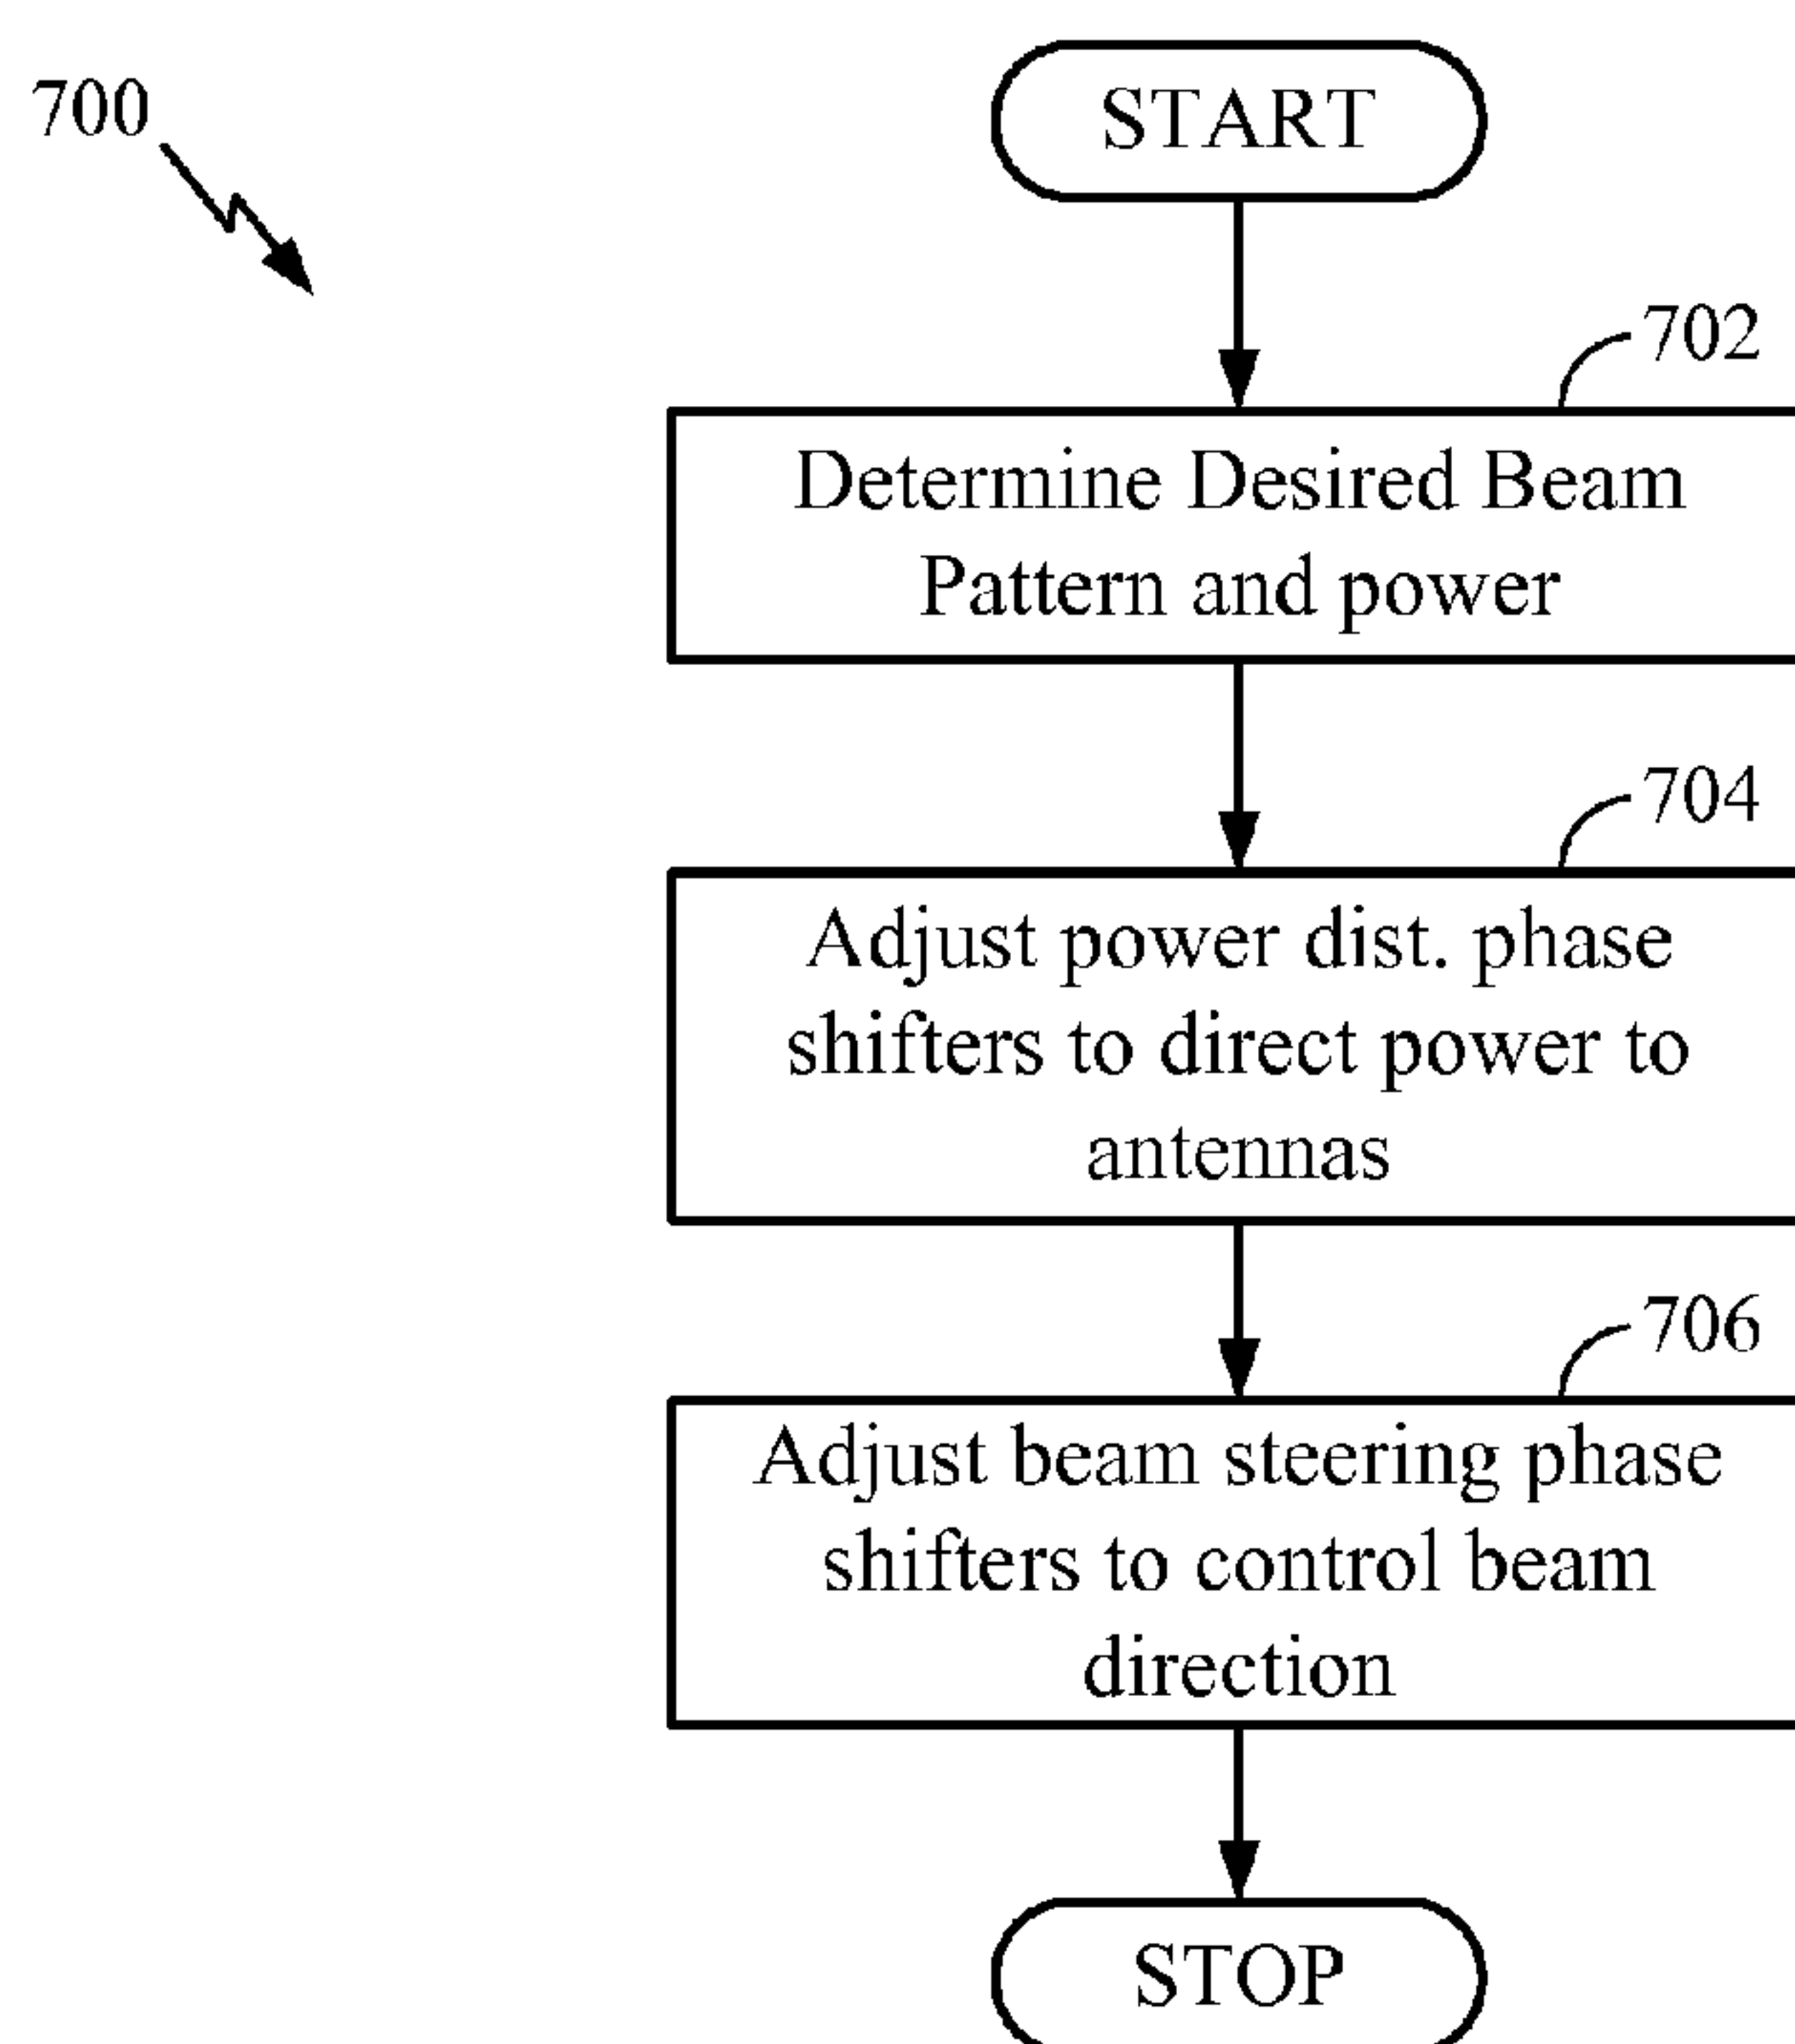 700
START
702
Determine Desired Beam
Pattern and power
704
Adjust power dist. phase
shifters to direct power to
antennas
706
Adjust beam steering phase
shifters to control beam
direction
STOP